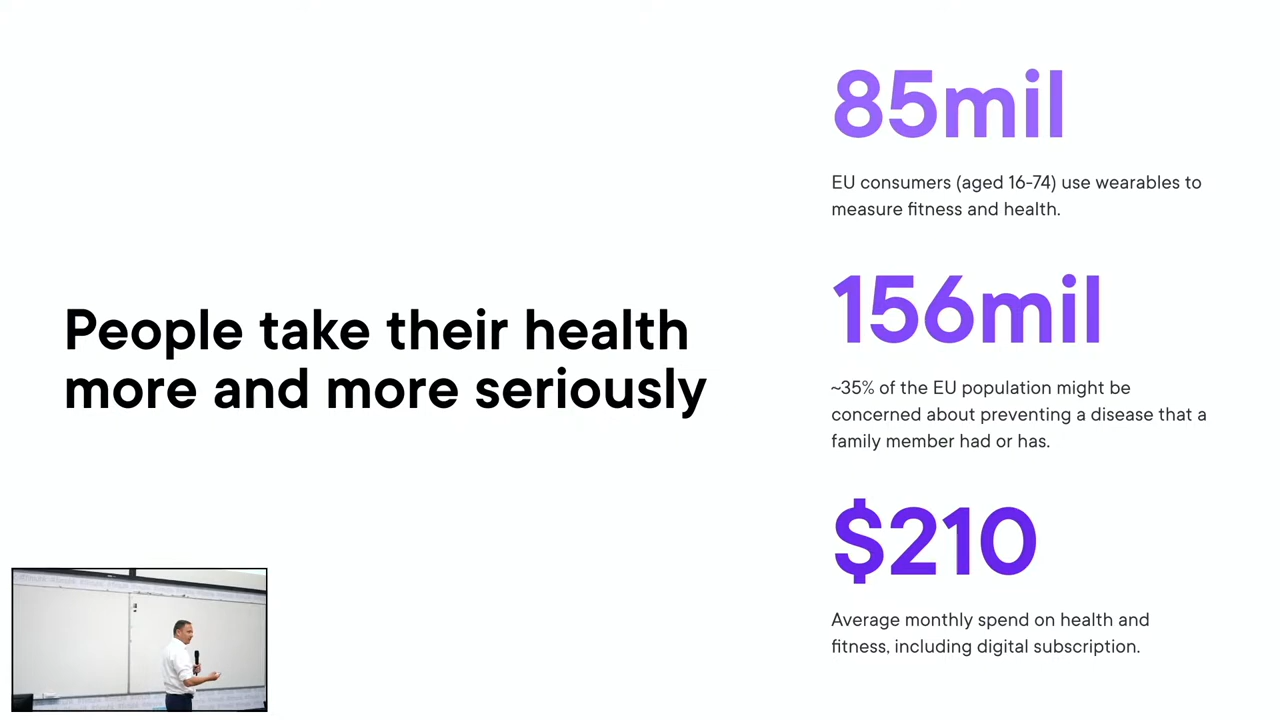 People take their health
more and more seriously
85mil
EU consumers (aged 16-74) use wearables to
measure fitness and health.
156mil
~35% of the EU population might be
concerned about preventing a disease that a
family member had or has.
$210
Average monthly spend on health and
fitness, including digital subscription.